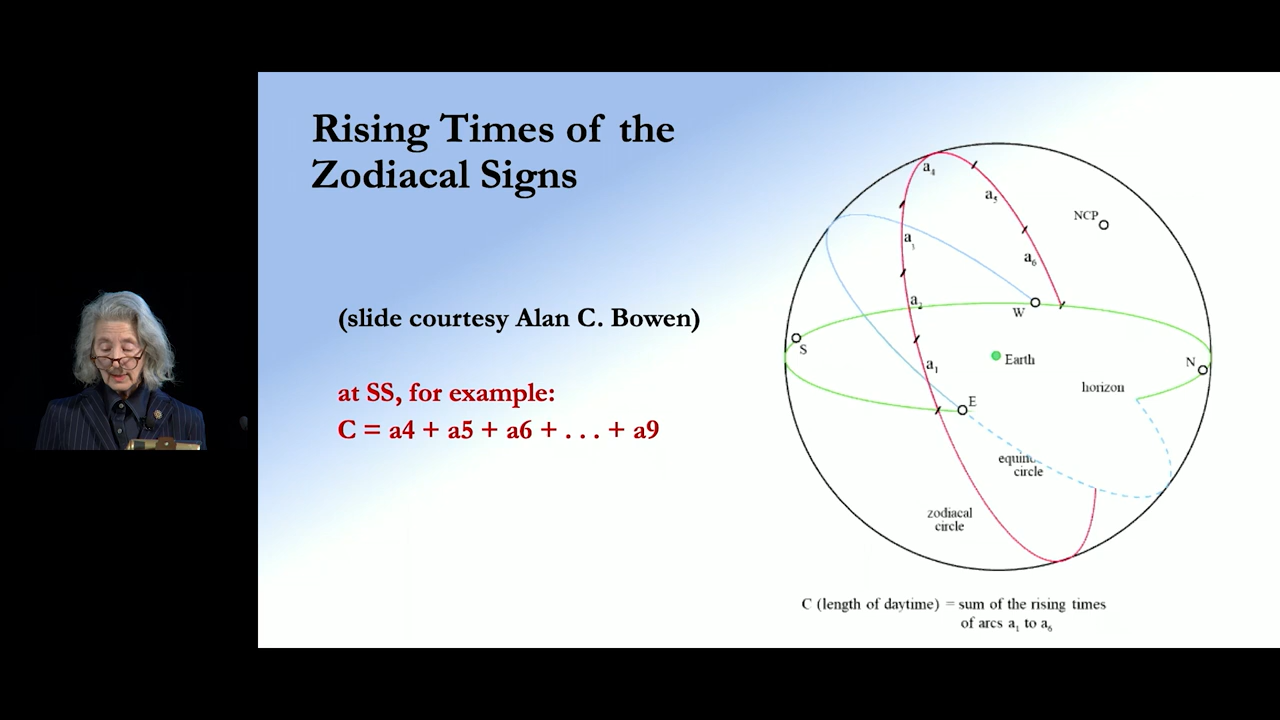 Rising Times of the
Zodiacal Signs
(slide courtesy Alan C. Bowen)
at SS, for example:
C = a4 + a5 + a6 + . . . + a9
a4
a5
NCP
a3
a6
a2
W
S
Earth
N
a1
horizon
E
circle
zodiacal
circle
C (length of daytime) = sum of the rising times
of arcs a1 to a6